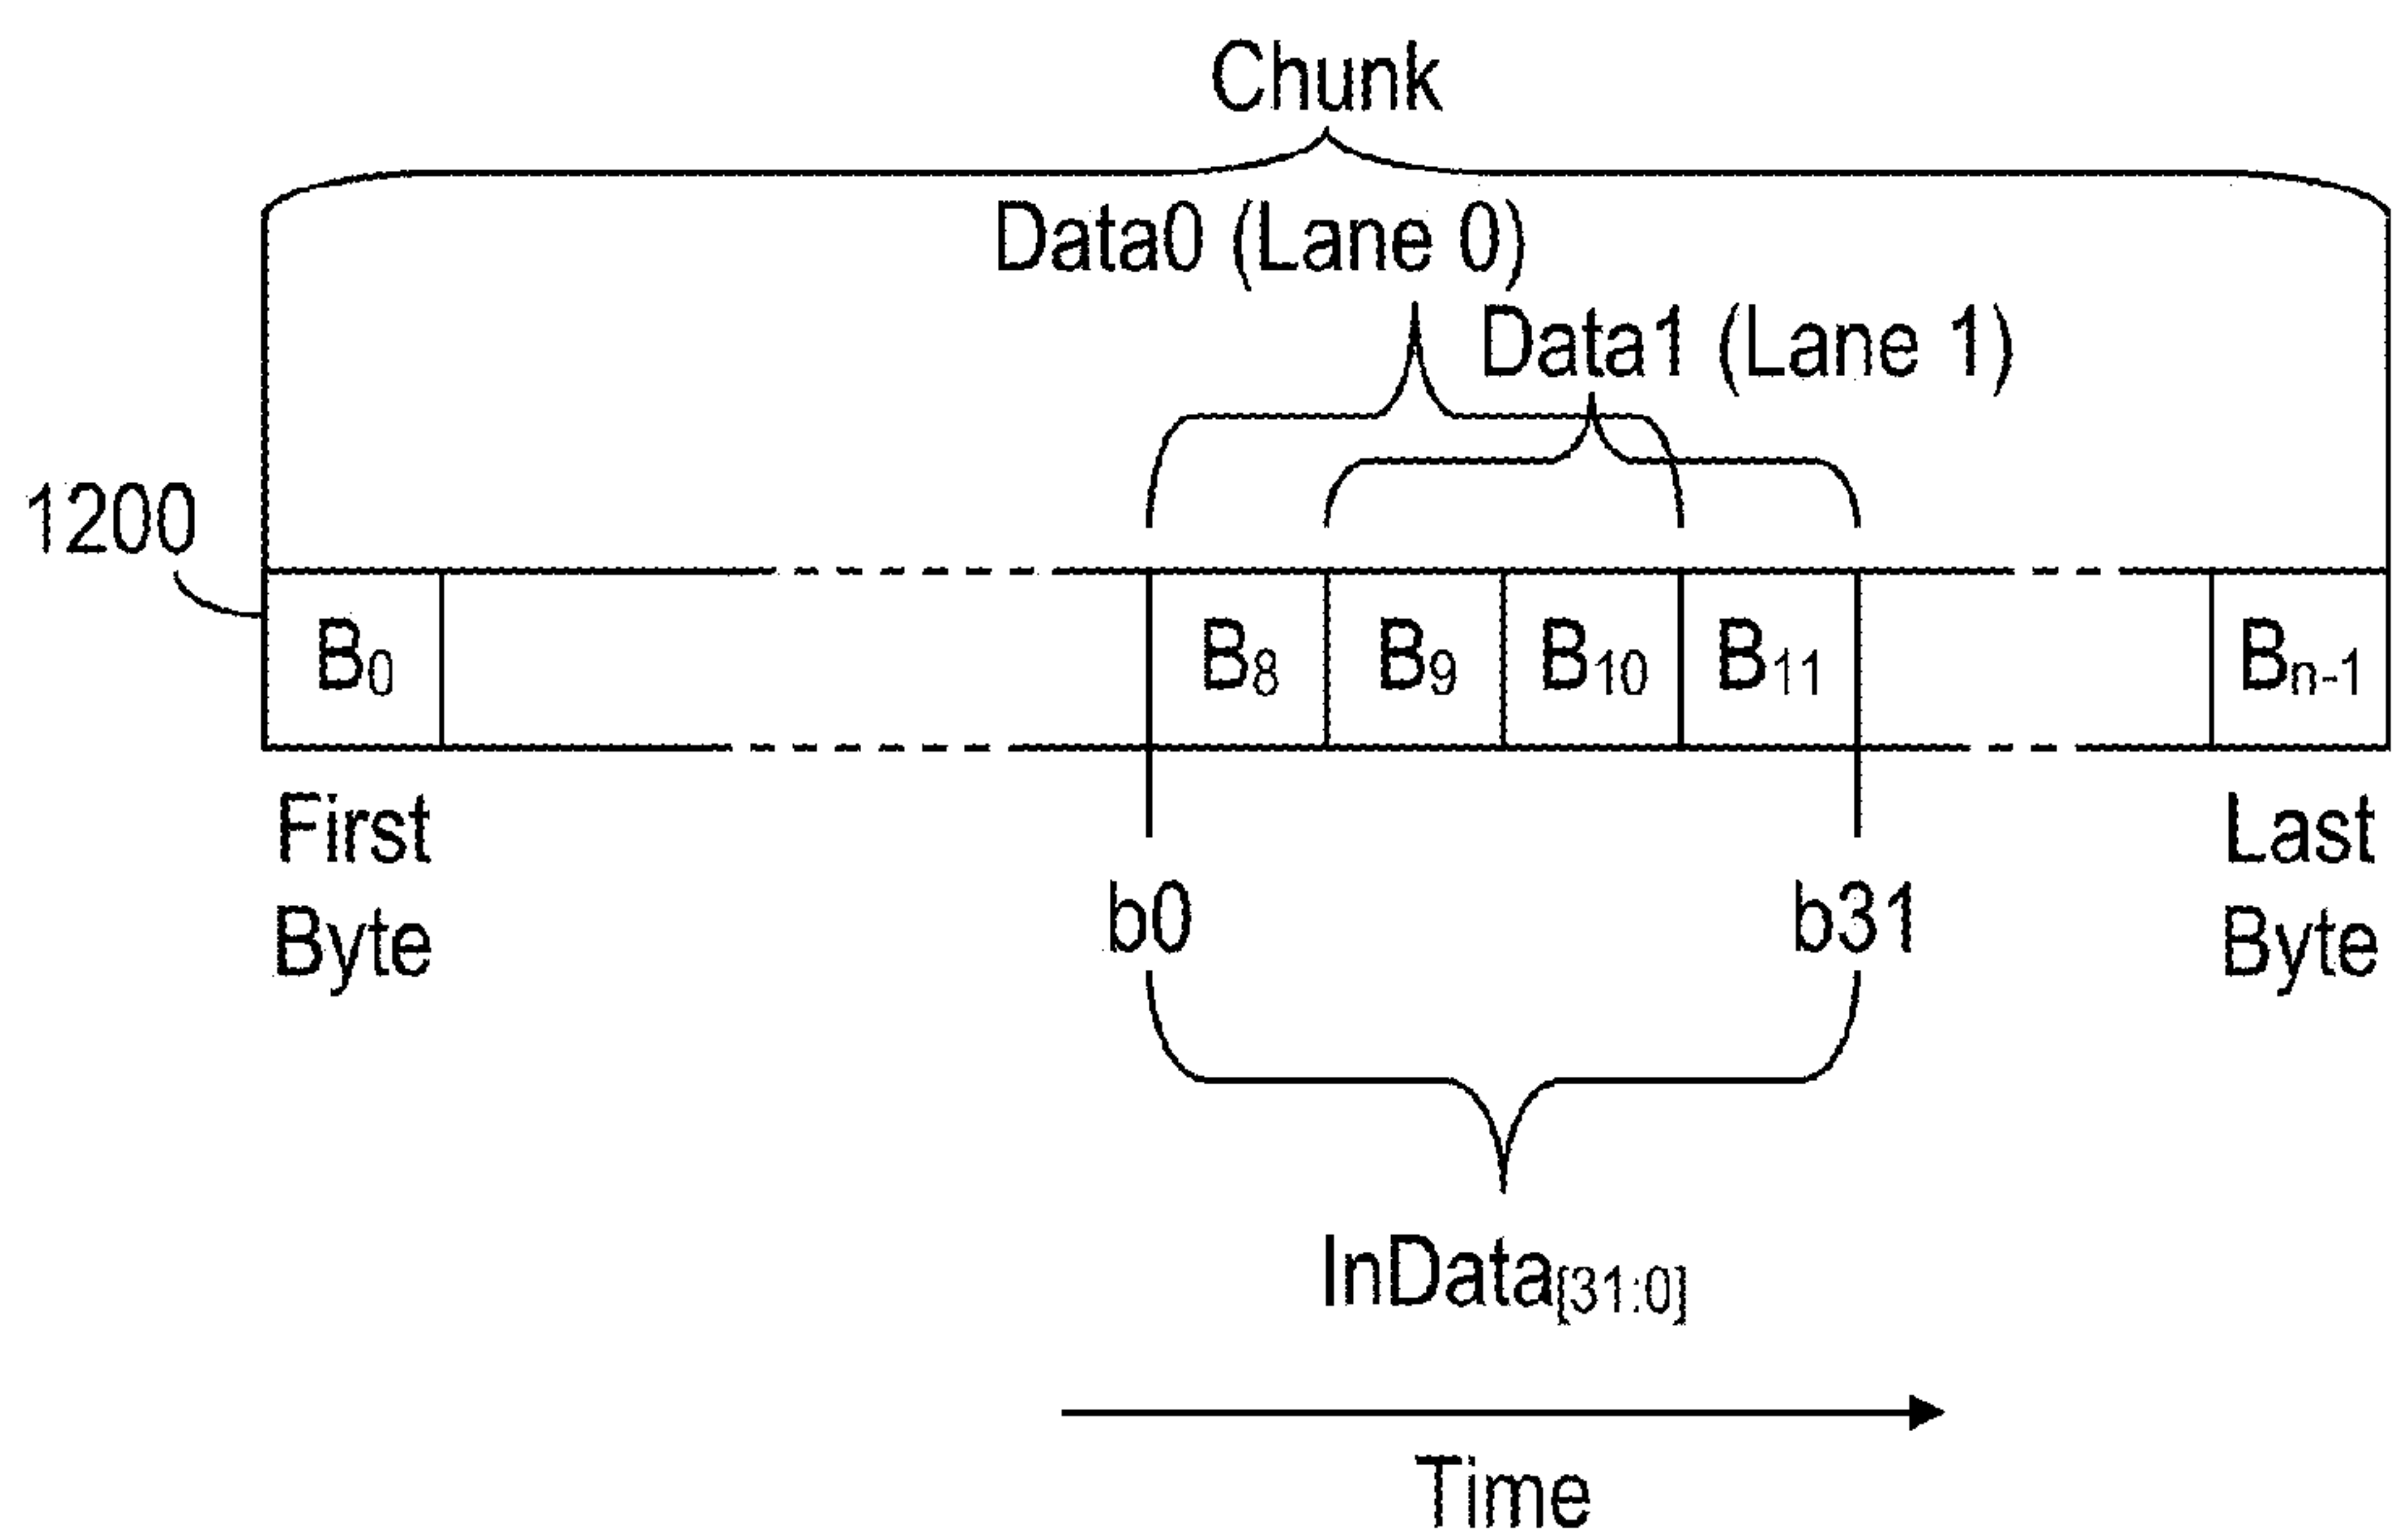 Chunk
Data0 (Lane 0)
Data1 (Lane 1)
1200
B0 B8 B9 B10 B11 Bn-1
First Byte
b0 b31
Last Byte
InData[31:0]
Time